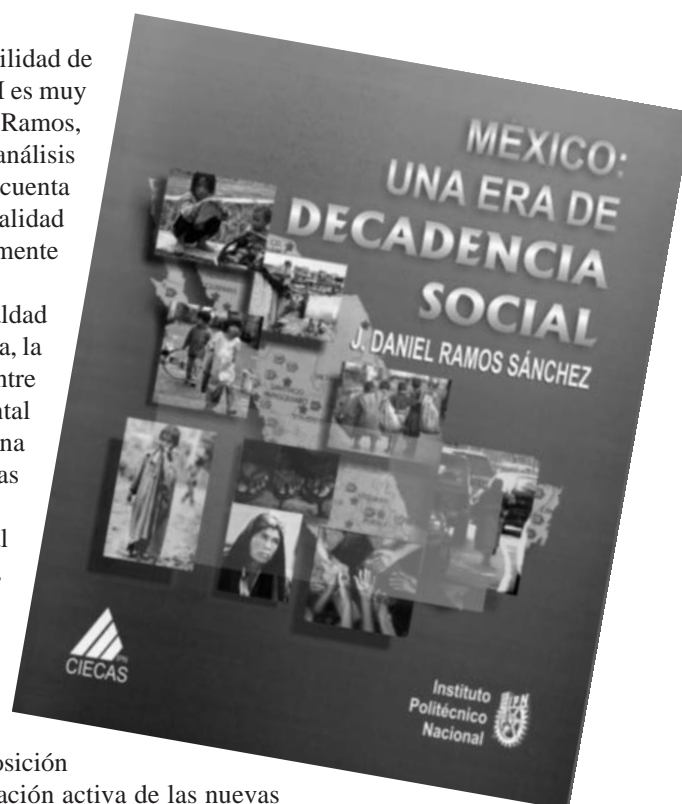 ilidad de
I es muy
Ramos,
análisis
cuenta
alidad
mente
ldad
a, la
ntre
ntal
na
as
l
osición
ación activa de las nuevas
MÉXICO:
UNA ERA DE
DECADENCIA
SOCIAL
J. DANIEL RAMOS SÁNCHEZ
CIECAS
Instituto
Politécnico
Nacional